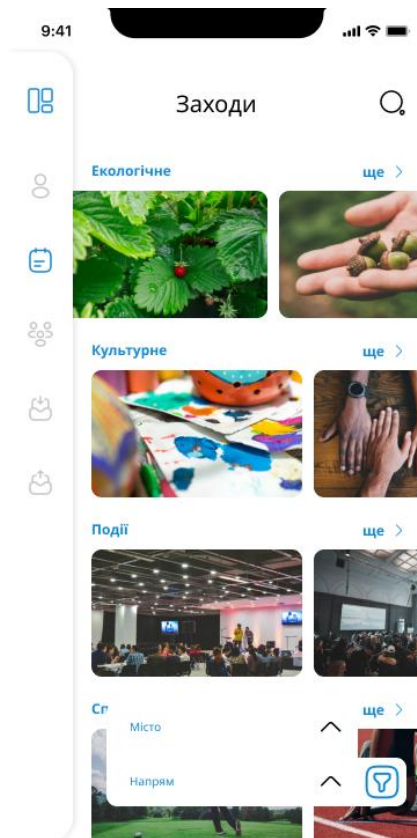 9:41
Заходи
Екологічне ще
Культурне ще
Події ще
Сп ще
Місто
Напрям